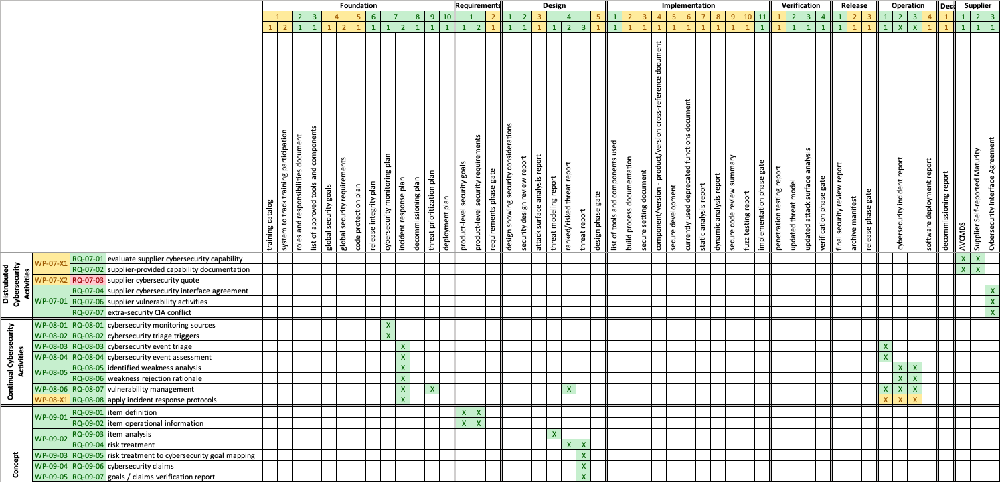 Foundation Requirements Design Implementation Verification Release Operation Deco Supplier
1 2 3 4 5 6 7 8 9 10 1 2 1 2 3 4 5 1 2 3 4 5 6 7 8 9 10 11 1 2 3 4 1 2 3 1 2 3 4 1 1 2 3
1 2 1 1 1 2 1 1 1 2 1 1 1 1 2 1 1 1 1 1 2 3 1 1 1 1 1 1 1 1 1 1 1 1 1 1 1 1 1 1 1 1 X X 1 1 1 1 1
training catalog
system to track training participation
roles and responsibilities document
list of approved tools and components
global security goals
global security requirements
code protection plan
release integrity plan
cybersecurity monitoring plan
incident response plan
decommissioning plan
threat prioritization plan
deployment plan
product-level security goals
product-level security requirements
requirements phase gate
design showing security considerations
security design review report
attack surface analysis report
threat modeling report
ranked/risked threat report
threat report
design phase gate
list of tools and components used
build process documentation
secure setting document
component/version - product/version cross-reference document
secure development
currently used deprecated functions document
static analysis report
dynamic analysis report
secure code review summary
fuzz testing report
implementation phase gate
penetration testing report
updated threat model
updated attack surface analysis
verification phase gate
final security review report
archive manifest
release phase gate
cybersecurity incident report
software deployment report
decommissioning report
AVCMDS
Supplier Self-reported Maturity
Cybersecurity Interface Agreement
Distrubuted
Cybersecurity
Activities
WP-07-X1 RQ-07-01 evaluate supplier cybersecurity capability X X
RQ-07-02 supplier-provided capability documentation X X
WP-07-X2 RQ-07-03 supplier cybersecurity quote
WP-07-01 RQ-07-04 supplier cybersecurity interface agreement X
RQ-07-06 supplier vulnerability activities X
RQ-07-07 extra-security CIA conflict X
Continual Cybersecurity
Activities
WP-08-01 RQ-08-01 cybersecurity monitoring sources X
WP-08-02 RQ-08-02 cybersecurity triage triggers X
WP-08-03 RQ-08-03 cybersecurity event triage X X
WP-08-04 RQ-08-04 cybersecurity event assessment X X
WP-08-05 RQ-08-05 identified weakness analysis X X X
RQ-08-06 weakness rejection rationale X X X
WP-08-06 RQ-08-07 vulnerability management X X X X X X
WP-08-X1 RQ-08-08 apply incident response protocols X X X X
Concept
WP-09-01 RQ-09-01 item definition X X
RQ-09-02 item operational information X X
WP-09-02 RQ-09-03 item analysis X
RQ-09-04 risk treatment X X
WP-09-03 RQ-09-05 risk treatment to cybersecurity goal mapping X
WP-09-04 RQ-09-06 cybersecurity claims X
WP-09-05 RQ-09-07 goals / claims verification report X